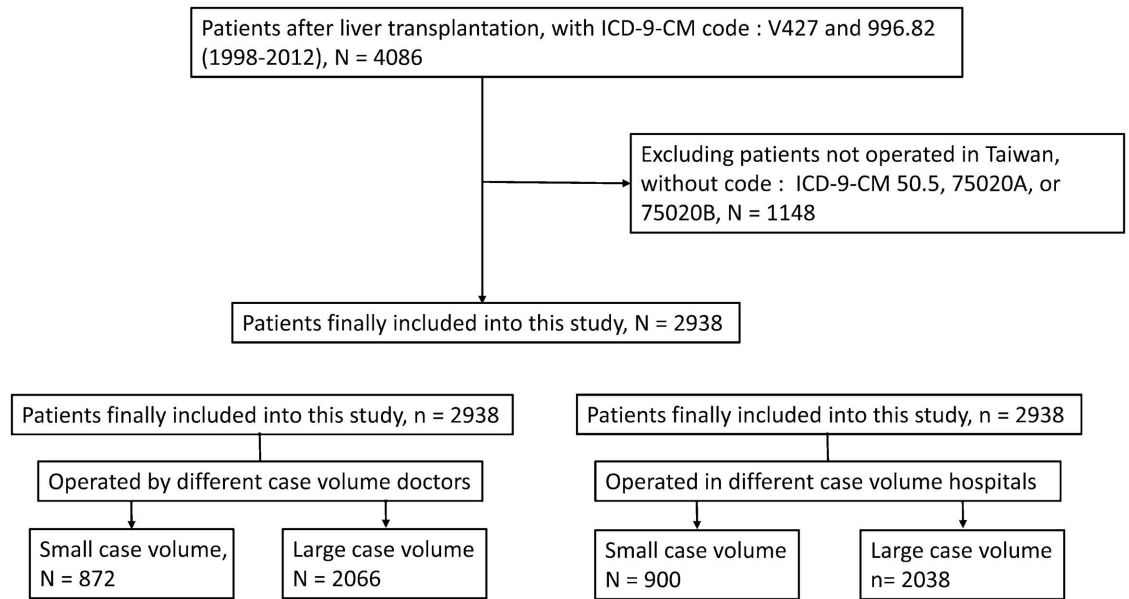 Patients after liver transplantation, with ICD-9-CM code : V427 and 996.82
(1998-2012), N = 4086
Excluding patients not operated in Taiwan,
without code :  ICD-9-CM 50.5, 75020A, or
75020B, N = 1148
Patients finally included into this study, N = 2938
Patients finally included into this study, n = 2938
Operated by different case volume doctors
Small case volume,
N = 872
Large case volume
N = 2066
Patients finally included into this study, n = 2938
Operated in different case volume hospitals
Small case volume
N = 900
Large case volume
n= 2038